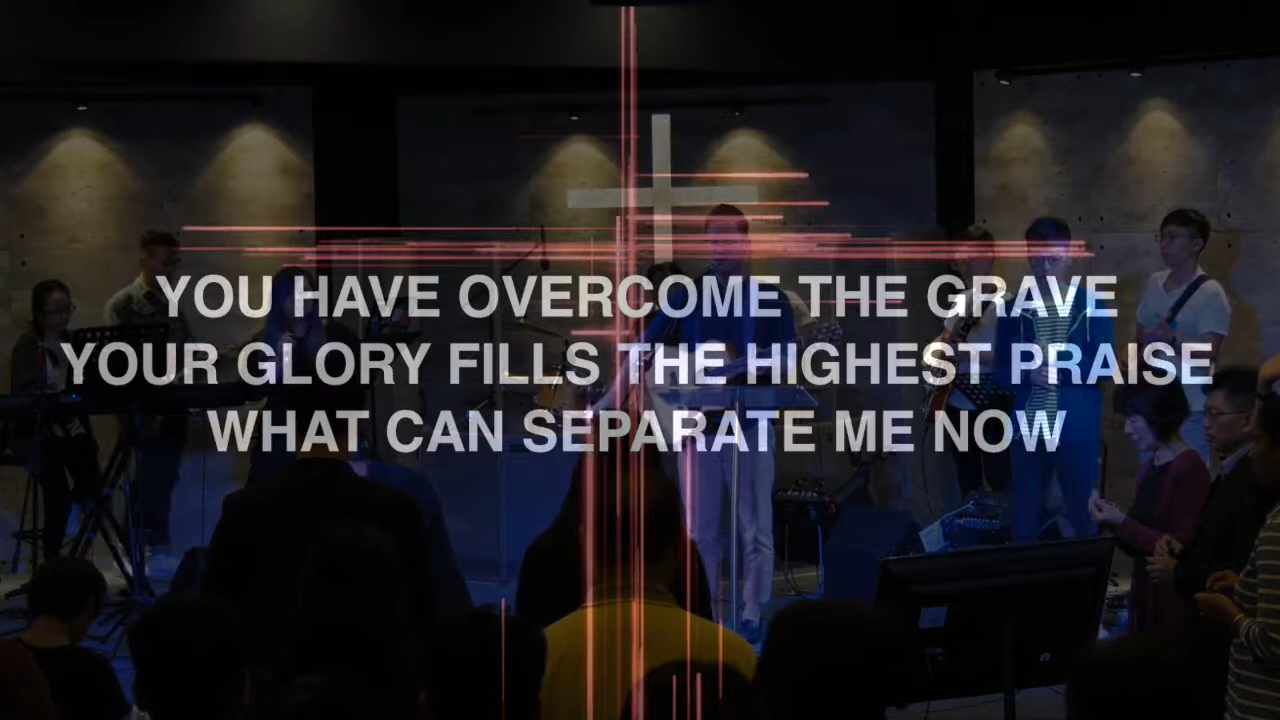 YOU HAVE OVERCOME THE GRAVE
YOUR GLORY FILLS THE HIGHEST PRAISE
WHAT CAN SEPARATE ME NOW